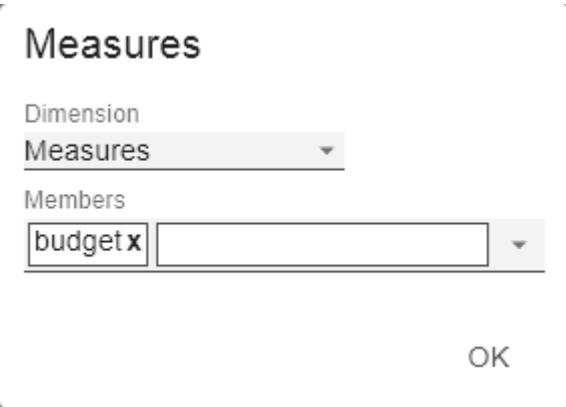 Measures
Dimension
Measures
Members
budget x
OK